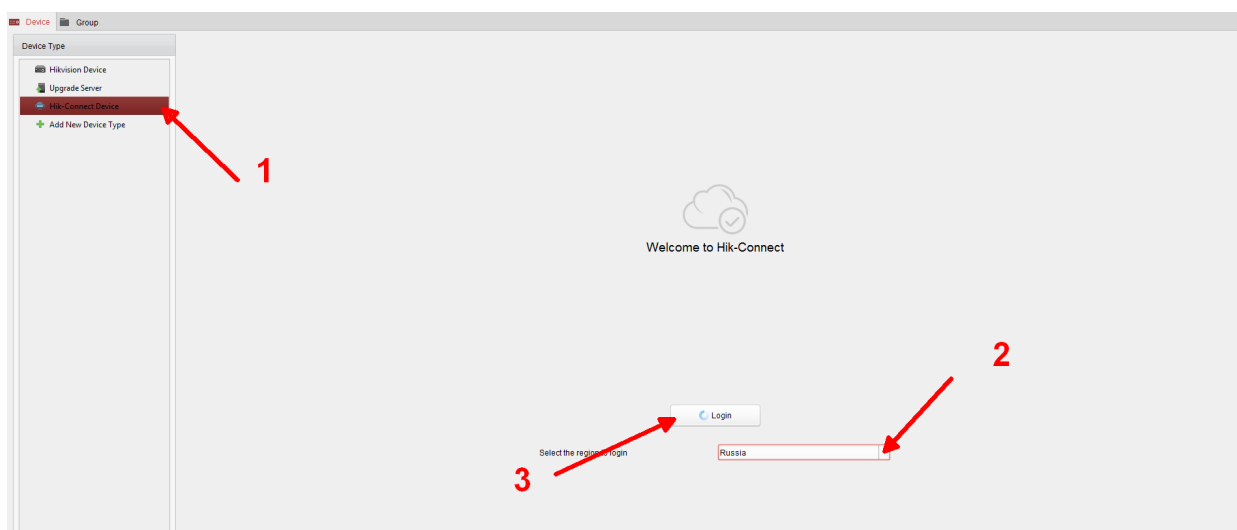 Device Group
Device Type
Hikvision Device
Upgrade Server
Hik-Connect Device
Add New Device Type
1
Welcome to Hik-Connect
2
Login
Select the region to login Russia
3